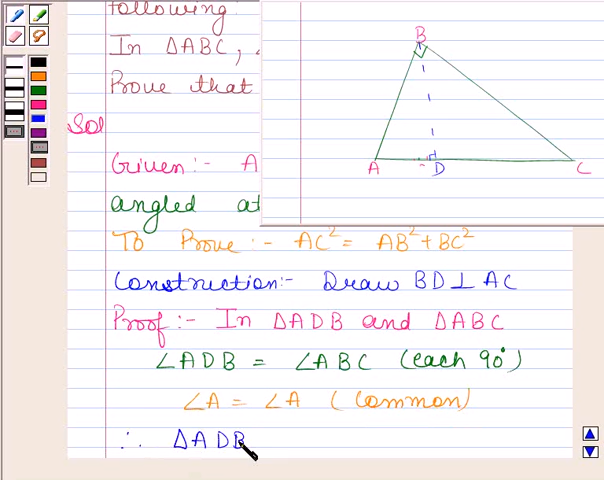 following
In ΔABC,
Prove that
B
A
D
C
Sol
Given :- A
angled at
To Prove :- AC² = AB² + BC²
Construction:- Draw BD ⊥ AC
Proof :- In ΔADB and ΔABC
∠ADB = ∠ABC (each 90°)
∠A = ∠A (Common)
∴ ΔADB